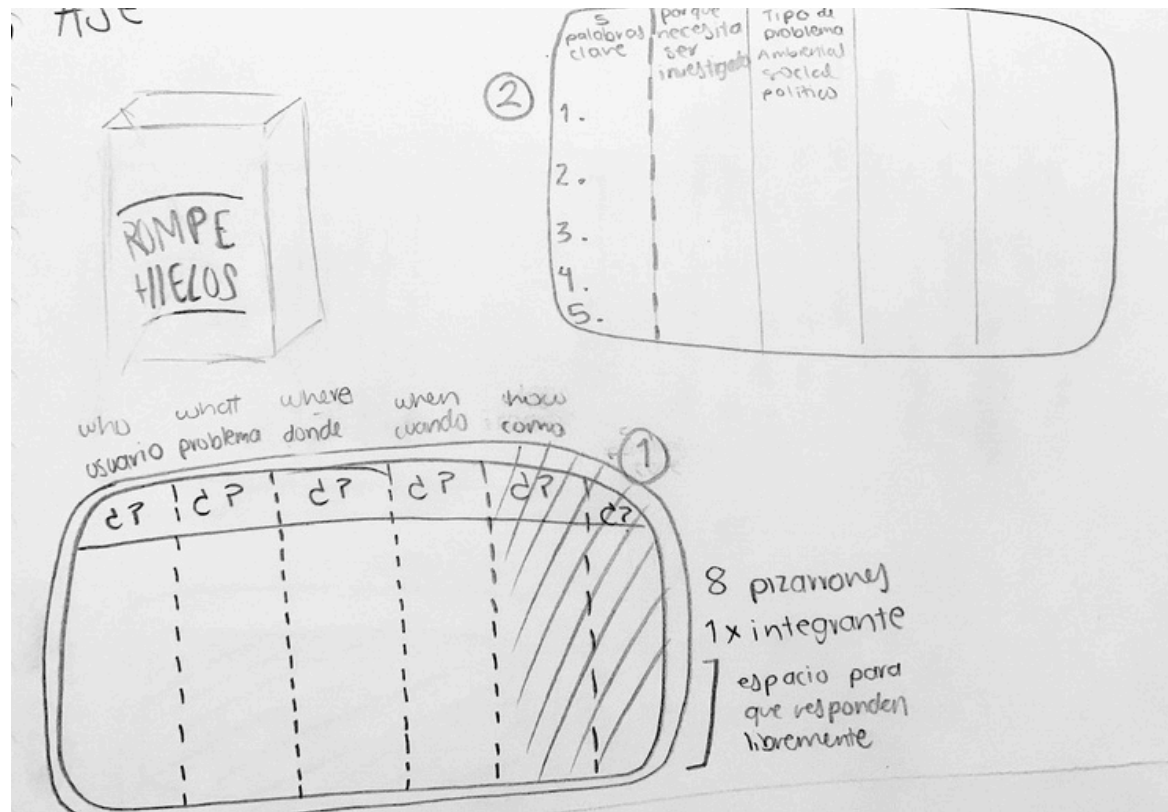 5
palabras
clave
porque
necesita
ser
investigado
Tipo de
problema
Ambiental
social
político
2
1.
2.
3.
4.
5.
ROMPE
HIELOS
who
usuario
what
problema
where
donde
when
cuando
how
como
1
¿?
¿?
¿?
¿?
¿?
¿?
8 pizarrones
1 x integrante
espacio para
que responden
libremente